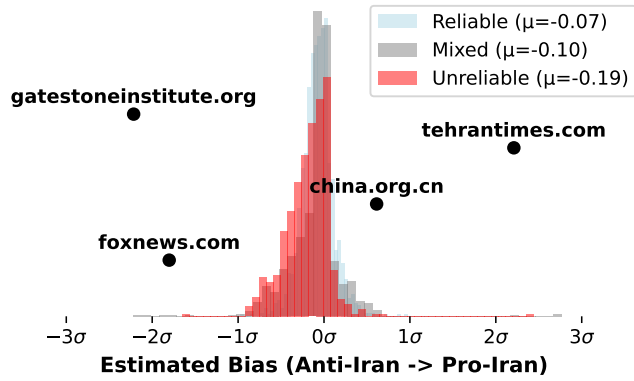 Reliable (μ=-0.07)
Mixed (μ=-0.10)
Unreliable (μ=-0.19)
gatestoneinstitute.org
tehrantimes.com
china.org.cn
foxnews.com
−3σ −2σ −1σ 0σ 1σ 2σ 3σ
Estimated Bias (Anti-Iran -> Pro-Iran)